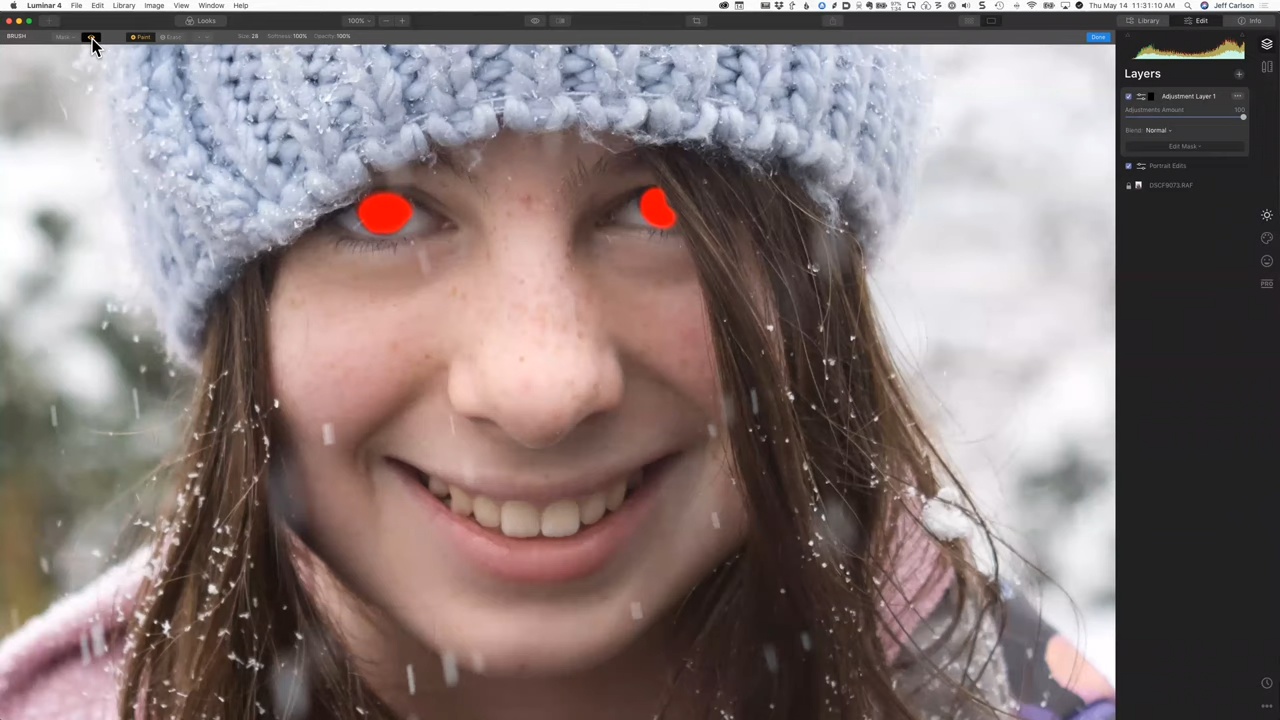 Luminar 4 File Edit Library Image View Window Help
Thu May 14 11:31:10 AM Jeff Carlson
Looks 100% Library Edit Info
BRUSH Mask Paint Erase Size: 28 Softness: 100% Opacity: 100% Done
Layers
Adjustment Layer 1
Adjustments Amount 100
Blend: Normal
Edit Mask
Portrait Edits
DSCF9073.RAF
PRO